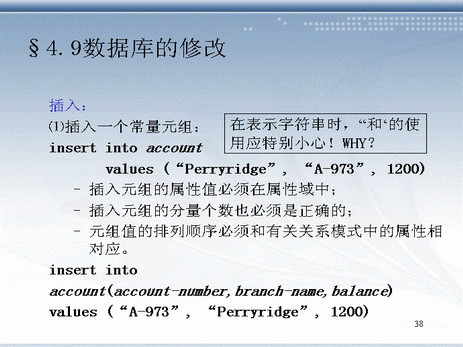 §4.9数据库的修改
插入：
⑴插入一个常量元组：
在表示字符串时，“和‘的使
用应特别小心！WHY？
insert into account
values (“Perryridge”, “A-973”, 1200)
– 插入元组的属性值必须在属性域中；
– 插入元组的分量个数也必须是正确的；
– 元组值的排列顺序必须和有关关系模式中的属性相
对应。
insert into
account(account-number,branch-name,balance)
values (“A-973”, “Perryridge”, 1200)
38